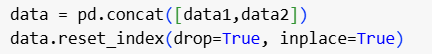 data = pd.concat([data1,data2])
data.reset_index(drop=True, inplace=True)